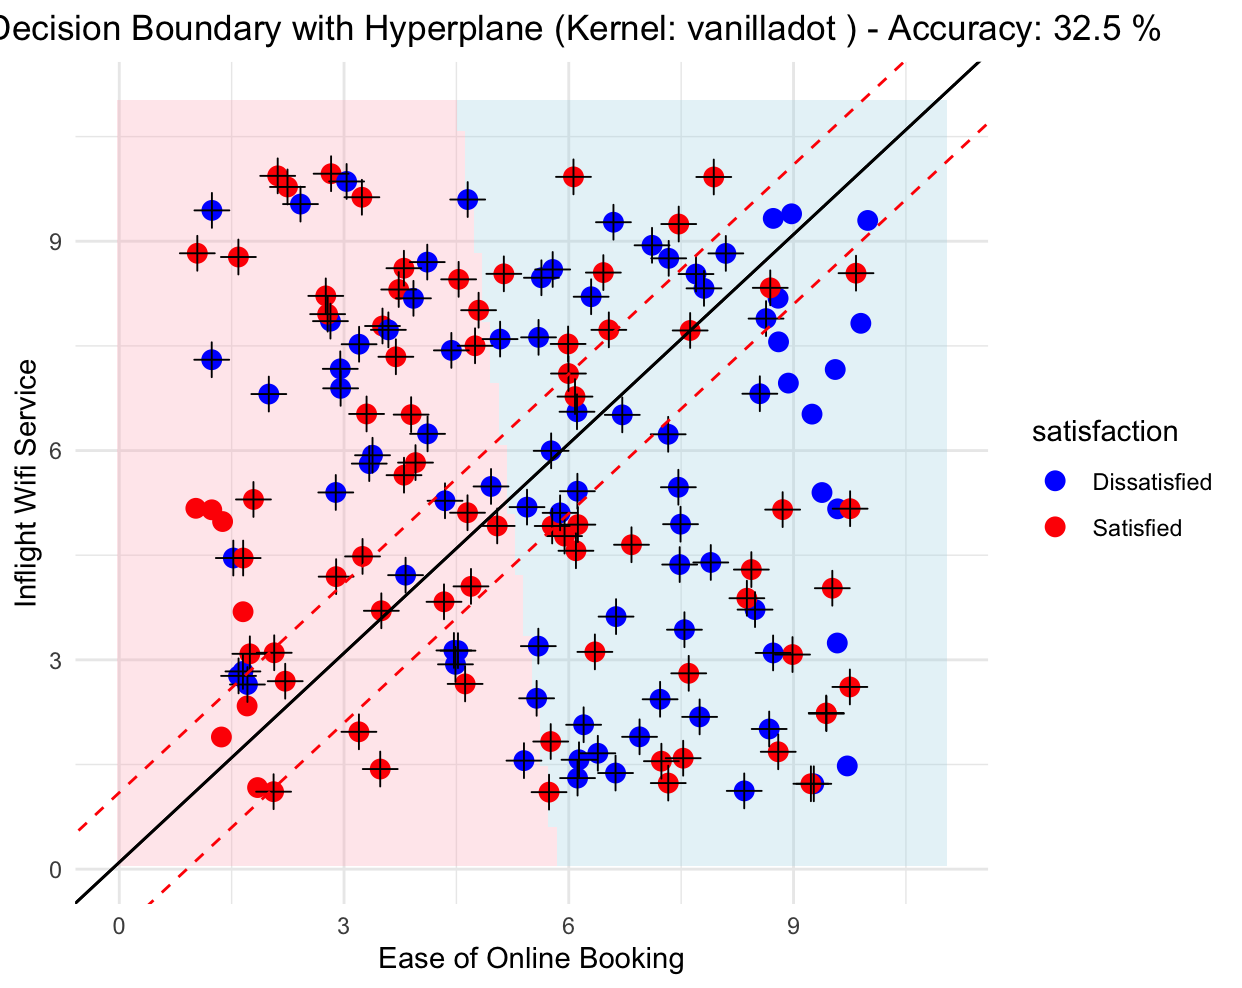 Decision Boundary with Hyperplane (Kernel: vanilladot ) - Accuracy: 32.5 %
Inflight Wifi Service
9
6
3
0
0 3 6 9
Ease of Online Booking
satisfaction
Dissatisfied
Satisfied